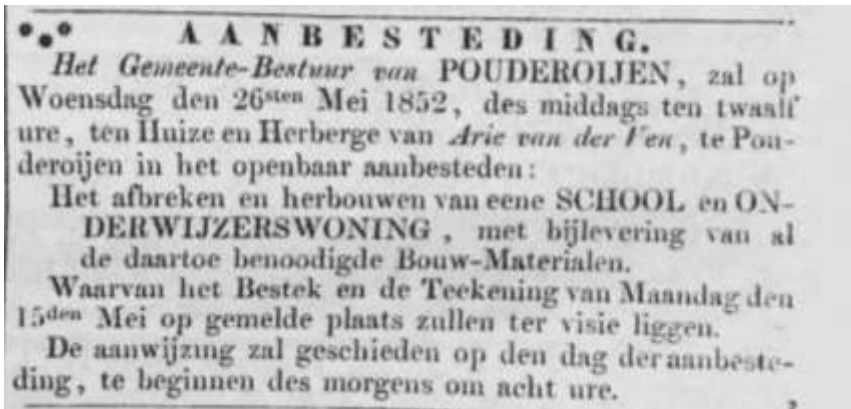 AANBESTEDING.
Het Gemeente-Bestuur van POUDEROIJEN, zal op
Woensdag den 26sten Mei 1852, des middags ten twaalf
ure, ten Huize en Herberge van Arie van der Ven, te Pou-
deroijen in het openbaar aanbesteden:
Het afbreken en herbouwen van eene SCHOOL en ON-
DERWIJZERSWONING, met bijlevering van al
de daartoe benoodigde Bouw-Materialen.
Waarvan het Bestek en de Teekening van Maandag den
15den Mei op gemelde plaats zullen ter visie liggen.
De aanwijzing zal geschieden op den dag der aanbeste-
ding, te beginnen des morgens om acht ure.